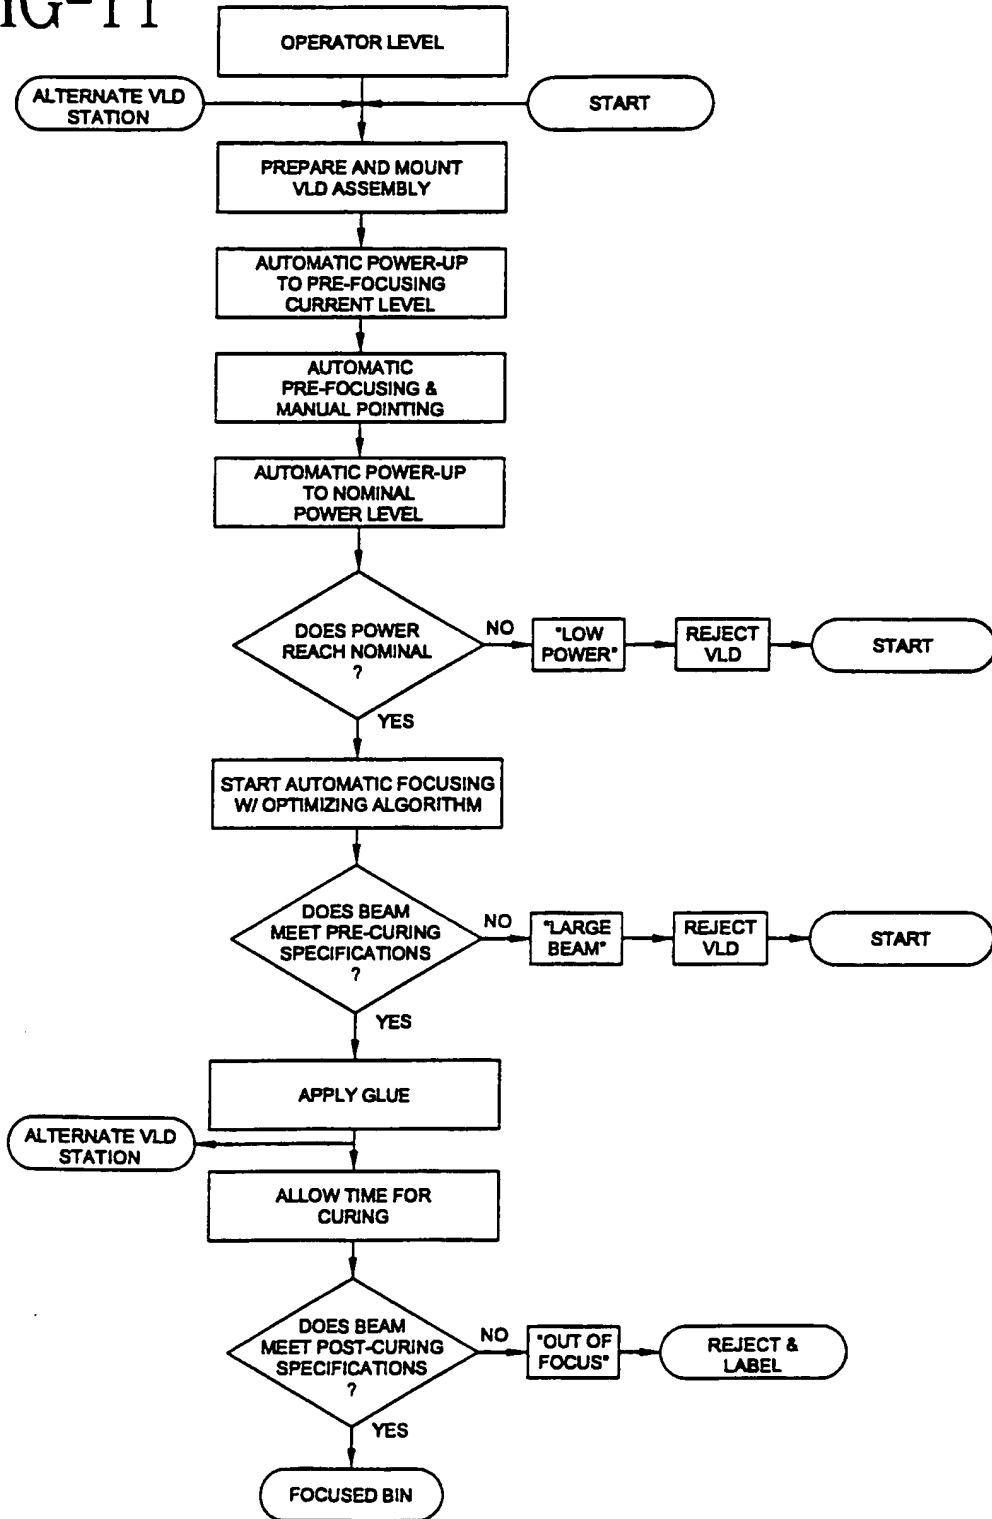 FIG-11
OPERATOR LEVEL
ALTERNATE VLD
STATION
START
PREPARE AND MOUNT
VLD ASSEMBLY
AUTOMATIC POWER-UP
TO PRE-FOCUSING
CURRENT LEVEL
AUTOMATIC
PRE-FOCUSING &
MANUAL POINTING
AUTOMATIC POWER-UP
TO NOMINAL
POWER LEVEL
DOES POWER
REACH NOMINAL
?
NO
"LOW
POWER"
REJECT
VLD
START
YES
START AUTOMATIC FOCUSING
W/ OPTIMIZING ALGORITHM
DOES BEAM
MEET PRE-CURING
SPECIFICATIONS
?
NO
"LARGE
BEAM"
REJECT
VLD
START
YES
APPLY GLUE
ALTERNATE VLD
STATION
ALLOW TIME FOR
CURING
DOES BEAM
MEET POST-CURING
SPECIFICATIONS
?
NO
"OUT OF
FOCUS"
REJECT &
LABEL
YES
FOCUSED BIN